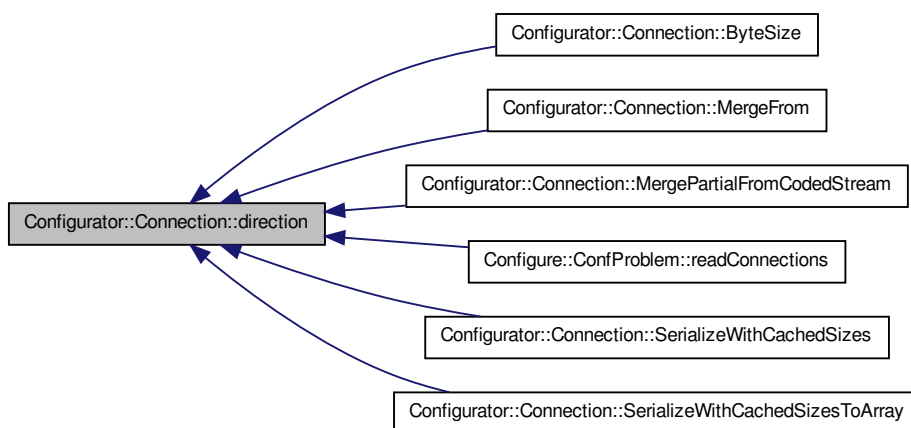 Configurator::Connection::ByteSize
Configurator::Connection::MergeFrom
Configurator::Connection::MergePartialFromCodedStream
Configurator::Connection::direction
Configure::ConfProblem::readConnections
Configurator::Connection::SerializeWithCachedSizes
Configurator::Connection::SerializeWithCachedSizesToArray